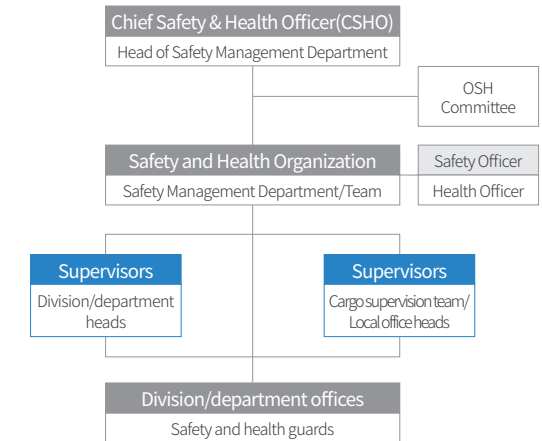 Chief Safety & Health Officer(CSHO)
Head of Safety Management Department
OSH
Committee
Safety and Health Organization
Safety Management Department/Team
Safety Officer
Health Officer
Supervisors
Division/department
heads
Supervisors
Cargo supervision team/
Local office heads
Division/department offices
Safety and health guards